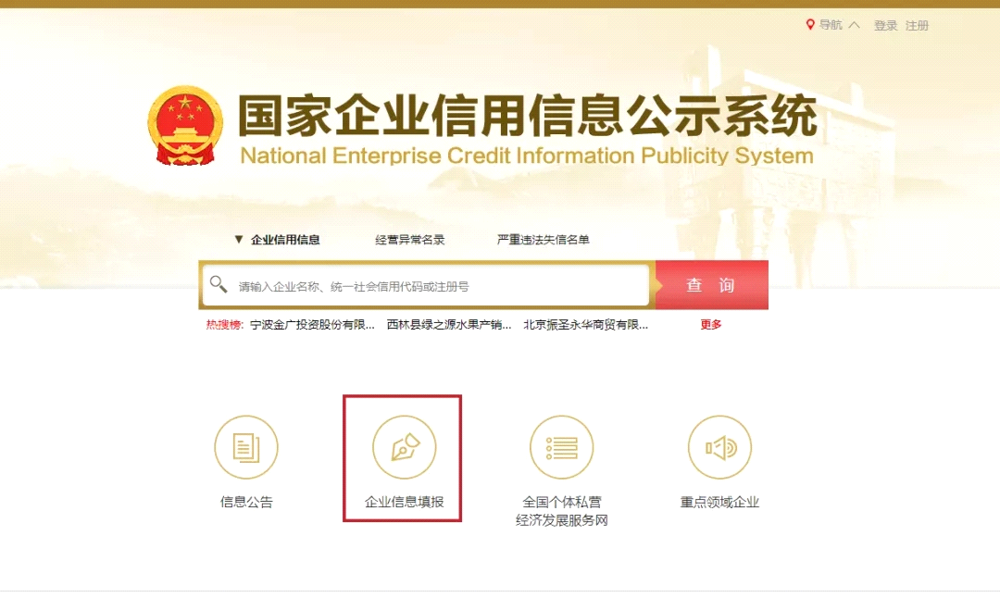 导航 登录 注册
国家企业信用信息公示系统
National Enterprise Credit Information Publicity System
▼ 企业信用信息 经营异常名录 严重违法失信名单
请输入企业名称、统一社会信用代码或注册号 查 询
热搜榜: 宁波金广投资股份有限... 西林县绿之源水果产销... 北京振圣永华商贸有限... 更多
信息公告 企业信息填报 全国个体私营 重点领域企业
经济发展服务网